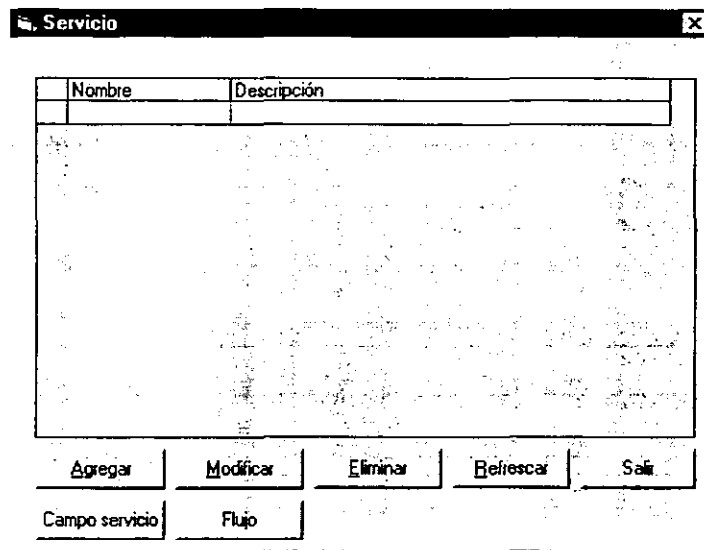 Servicio
Nombre Descripción
Agregar Modificar Eliminar Refrescar Salir
Campo servicio Flujo